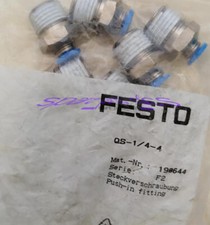 FESTO
QS-1/4-4
Mat.-Nr.: 190644
Serie: F2
Steckverschraubung
Push-in fitting